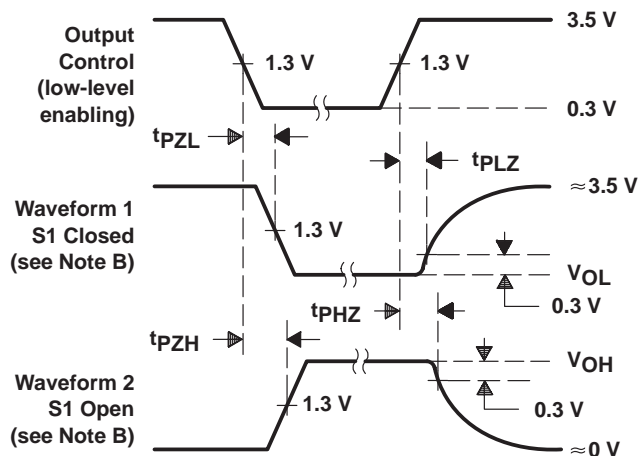 Output
Control
(low-level
enabling)
1.3 V
1.3 V
3.5 V
0.3 V
tPZL
tPLZ
Waveform 1
S1 Closed
(see Note B)
1.3 V
≈3.5 V
VOL
0.3 V
tPHZ
tPZH
Waveform 2
S1 Open
(see Note B)
1.3 V
VOH
0.3 V
≈0 V